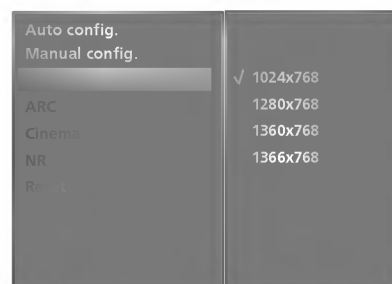 Auto config.
Manual config.
ARC
Cinema
NR
√ 1024x768
1280x768
1360x768
1366x768